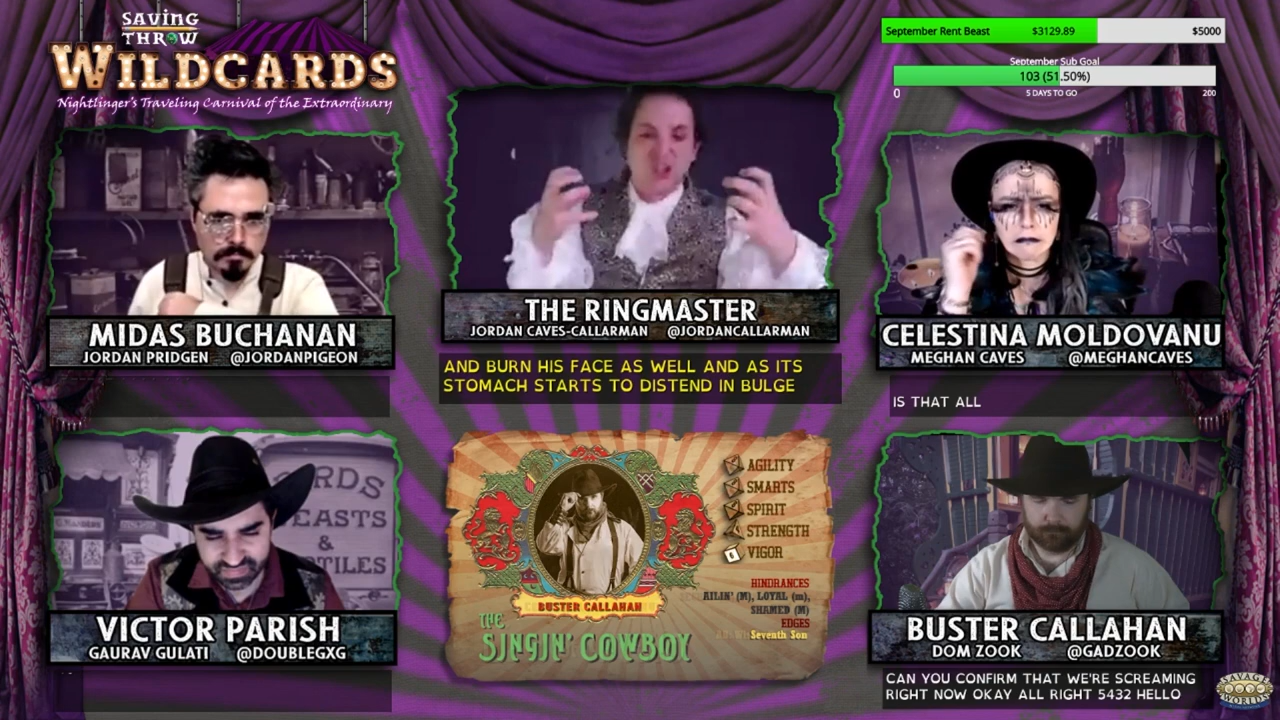 SAVING
THROW
WILDCARDS
Nightlinger's Traveling Carnival of the Extraordinary
September Rent Beast $3129.89 $5000
September Sub Goal
103 (51.50%)
0 5 DAYS TO GO 200
MIDAS BUCHANAN
JORDAN PRIDGEN @JORDANPIGEON
THE RINGMASTER
JORDAN CAVES-CALLARMAN @JORDANCALLARMAN
AND BURN HIS FACE AS WELL AND AS ITS
STOMACH STARTS TO DISTEND IN BULGE
CELESTINA MOLDOVANU
MEGHAN CAVES @MEGHANCAVES
IS THAT ALL
EASTS
&
VICTOR PARISH
GAURAV GULATI @DOUBLEGXG
AGILITY
SMARTS
SPIRIT
STRENGTH
6 VIGOR
HINDRANCES
AILIN' (M), LOYAL (m),
SHAMED (M)
EDGES
Seventh Son
BUSTER CALLAHAN
THE
SINGIN' COWBOY
BUSTER CALLAHAN
DOM ZOOK @GADZOOK
CAN YOU CONFIRM THAT WE'RE SCREAMING
RIGHT NOW OKAY ALL RIGHT 5432 HELLO
SAVAGE
WORLDS